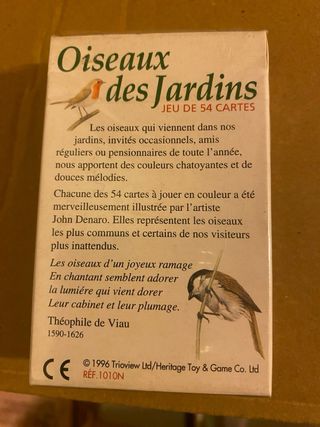 Oiseaux
des Jardins
JEU DE 54 CARTES
Les oiseaux qui viennent dans nos
jardins, invités occasionnels, amis
réguliers ou pensionnaires de toute l'année,
nous apportent des couleurs chatoyantes et de
douces mélodies.
Chacune des 54 cartes à jouer en couleur a été
merveilleusement illustrée par l'artiste
John Denaro. Elles représentent les oiseaux
les plus communs et certains de nos visiteurs
plus inattendus.
Les oiseaux d'un joyeux ramage
En chantant semblent adorer
la lumiére qui vient dorer
Leur cabinet et leur plumage.
Théophile de Viau
1590-1626
CE © 1996 Trioview Ltd/Heritage Toy & Game Co. Ltd
RÉF.1010N